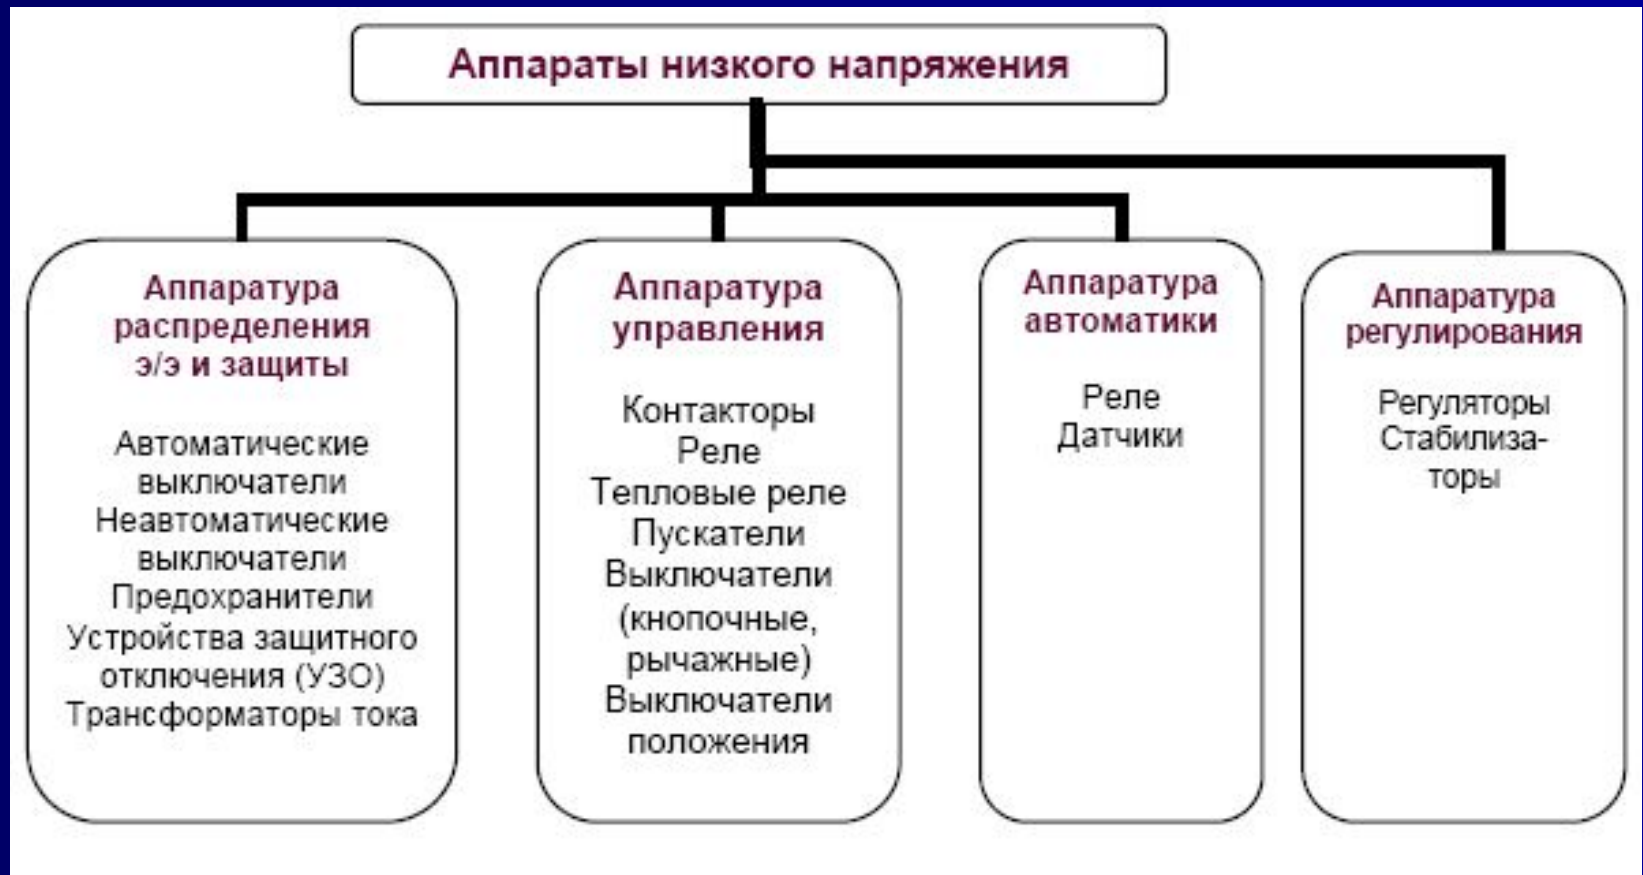 Аппараты низкого напряжения
Аппаратура
распределения
э/э и защиты
Автоматические
выключатели
Неавтоматические
выключатели
Предохранители
Устройства защитного
отключения (УЗО)
Трансформаторы тока
Аппаратура
управления
Контакторы
Реле
Тепловые реле
Пускатели
Выключатели
(кнопочные,
рычажные)
Выключатели
положения
Аппаратура
автоматики
Реле
Датчики
Аппаратура
регулирования
Регуляторы
Стабилиза-
торы